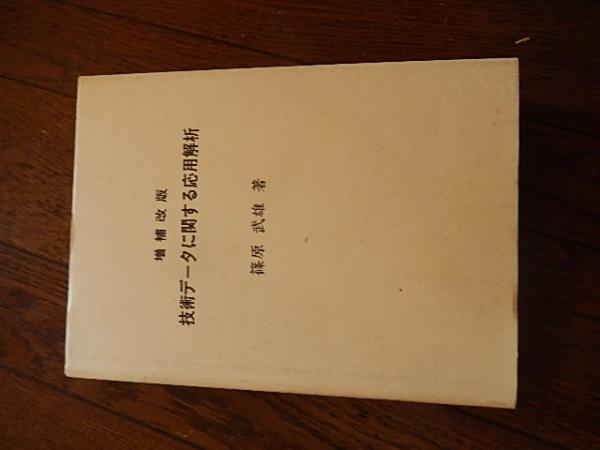 増補改版
技術データに関する応用解析
篠原 武雄 著